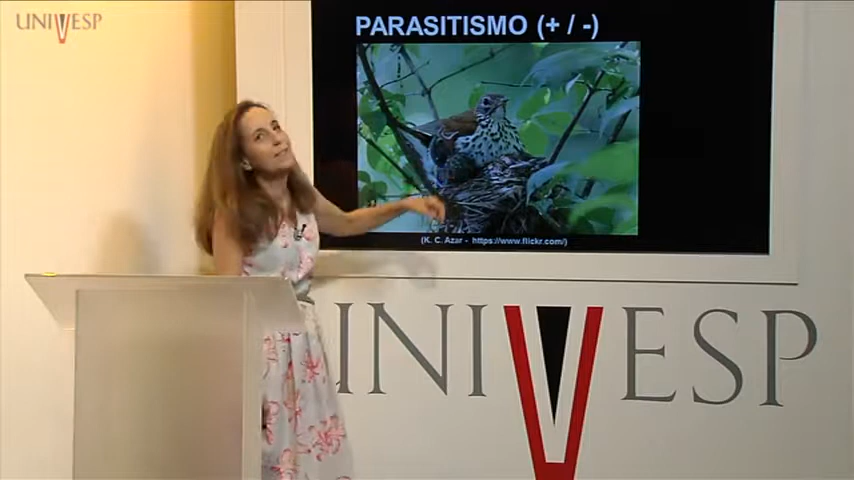 UNIVESP
PARASITISMO (+ / -)
(K. C. Azar - https://www.flickr.com/)
UNIVESP